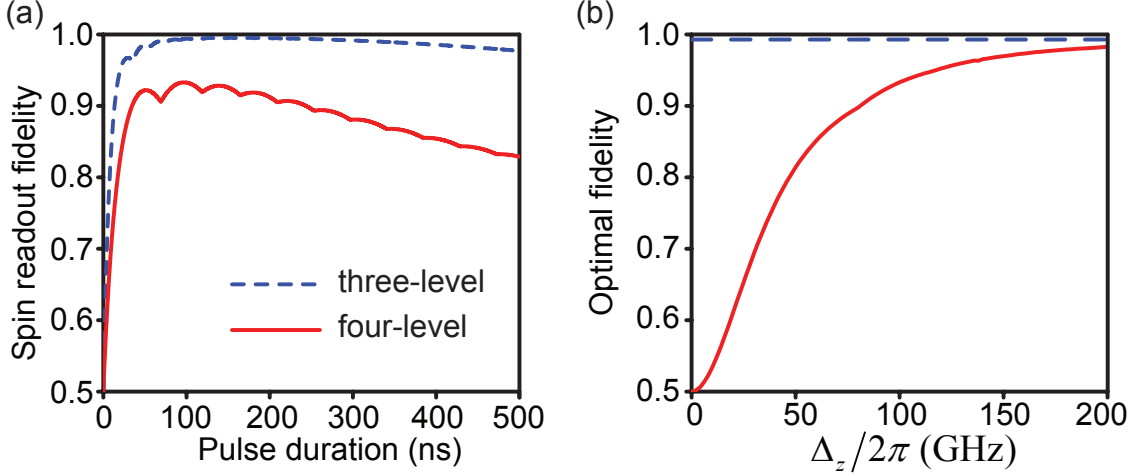 (a)
1.0
0.9
0.8
0.7
0.6
0.5
Spin readout fidelity
three-level
four-level
0 100 200 300 400 500
Pulse duration (ns)
(b)
1.0
0.9
0.8
0.7
0.6
0.5
Optimal fidelity
0 50 100 150 200
Δ_z/2π (GHz)